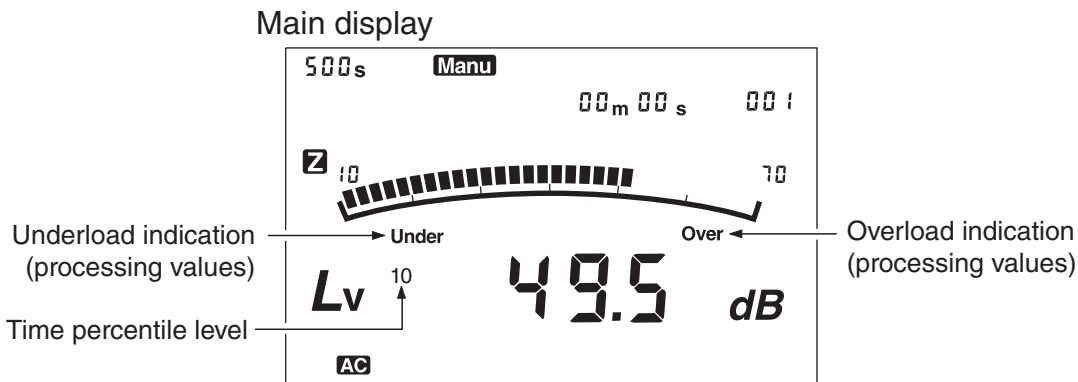 Main display
500s Manu
00m 00s 001
Z 10 70
Underload indication
(processing values)
Under
Over
Overload indication
(processing values)
Lv 10 49.5 dB
Time percentile level
AC